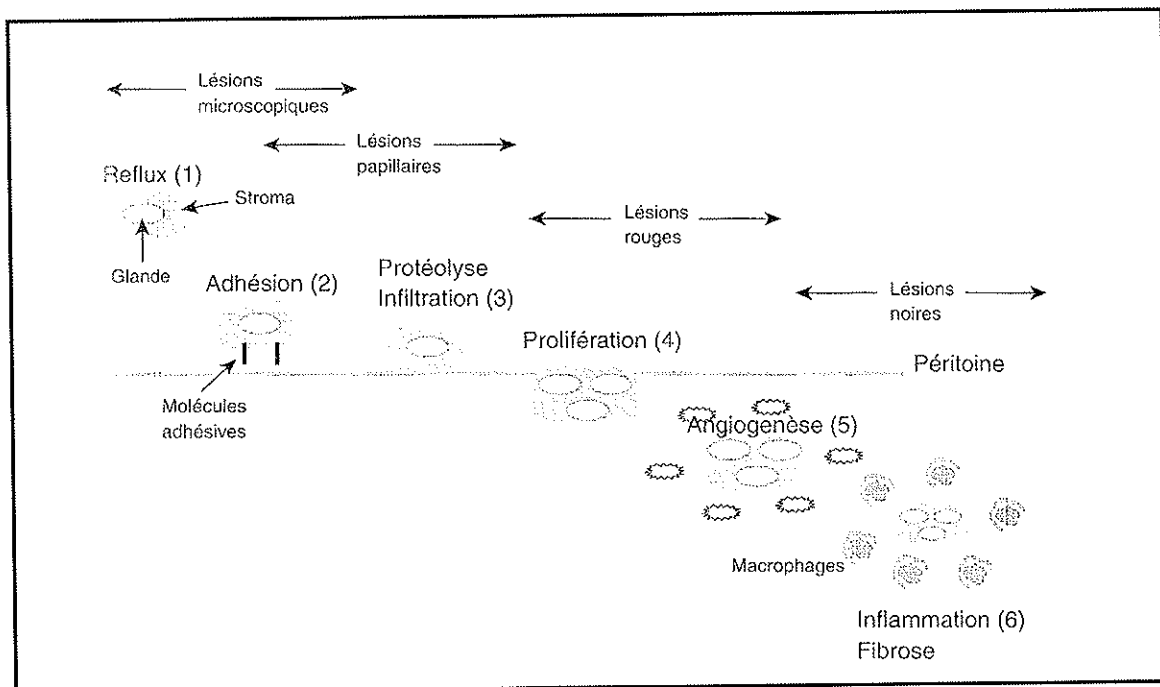 Lésions
microscopiques
Lésions
papillaires
Reflux (1)
Stroma
Lésions
rouges
Glande
Adhésion (2)
Protéolyse
Infiltration (3)
Lésions
noires
Prolifération (4)
Péritoine
Molécules
adhésives
Angiogenèse (5)
Macrophages
Inflammation (6)
Fibrose